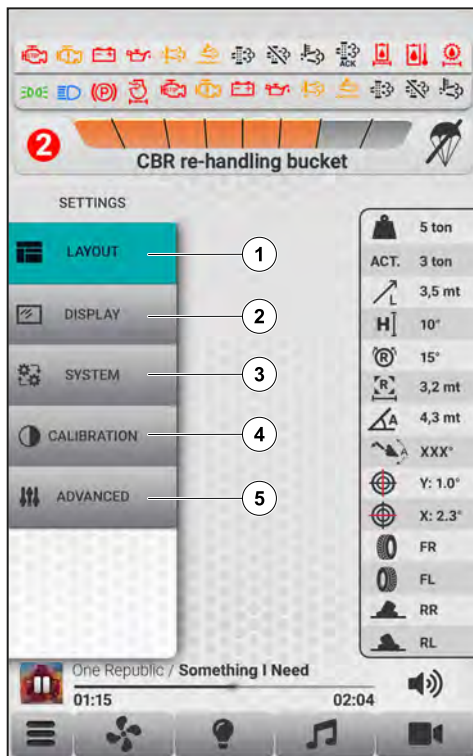 ACK
2
CBR re-handling bucket
SETTINGS
LAYOUT
1
DISPLAY
2
SYSTEM
3
CALIBRATION
4
ADVANCED
5
5 ton
ACT. 3 ton
L 3,5 mt
H 10°
R 15°
R 3,2 mt
A 4,3 mt
A XXX°
Y: 1.0°
X: 2.3°
FR
FL
RR
RL
One Republic / Something I Need
01:15 02:04